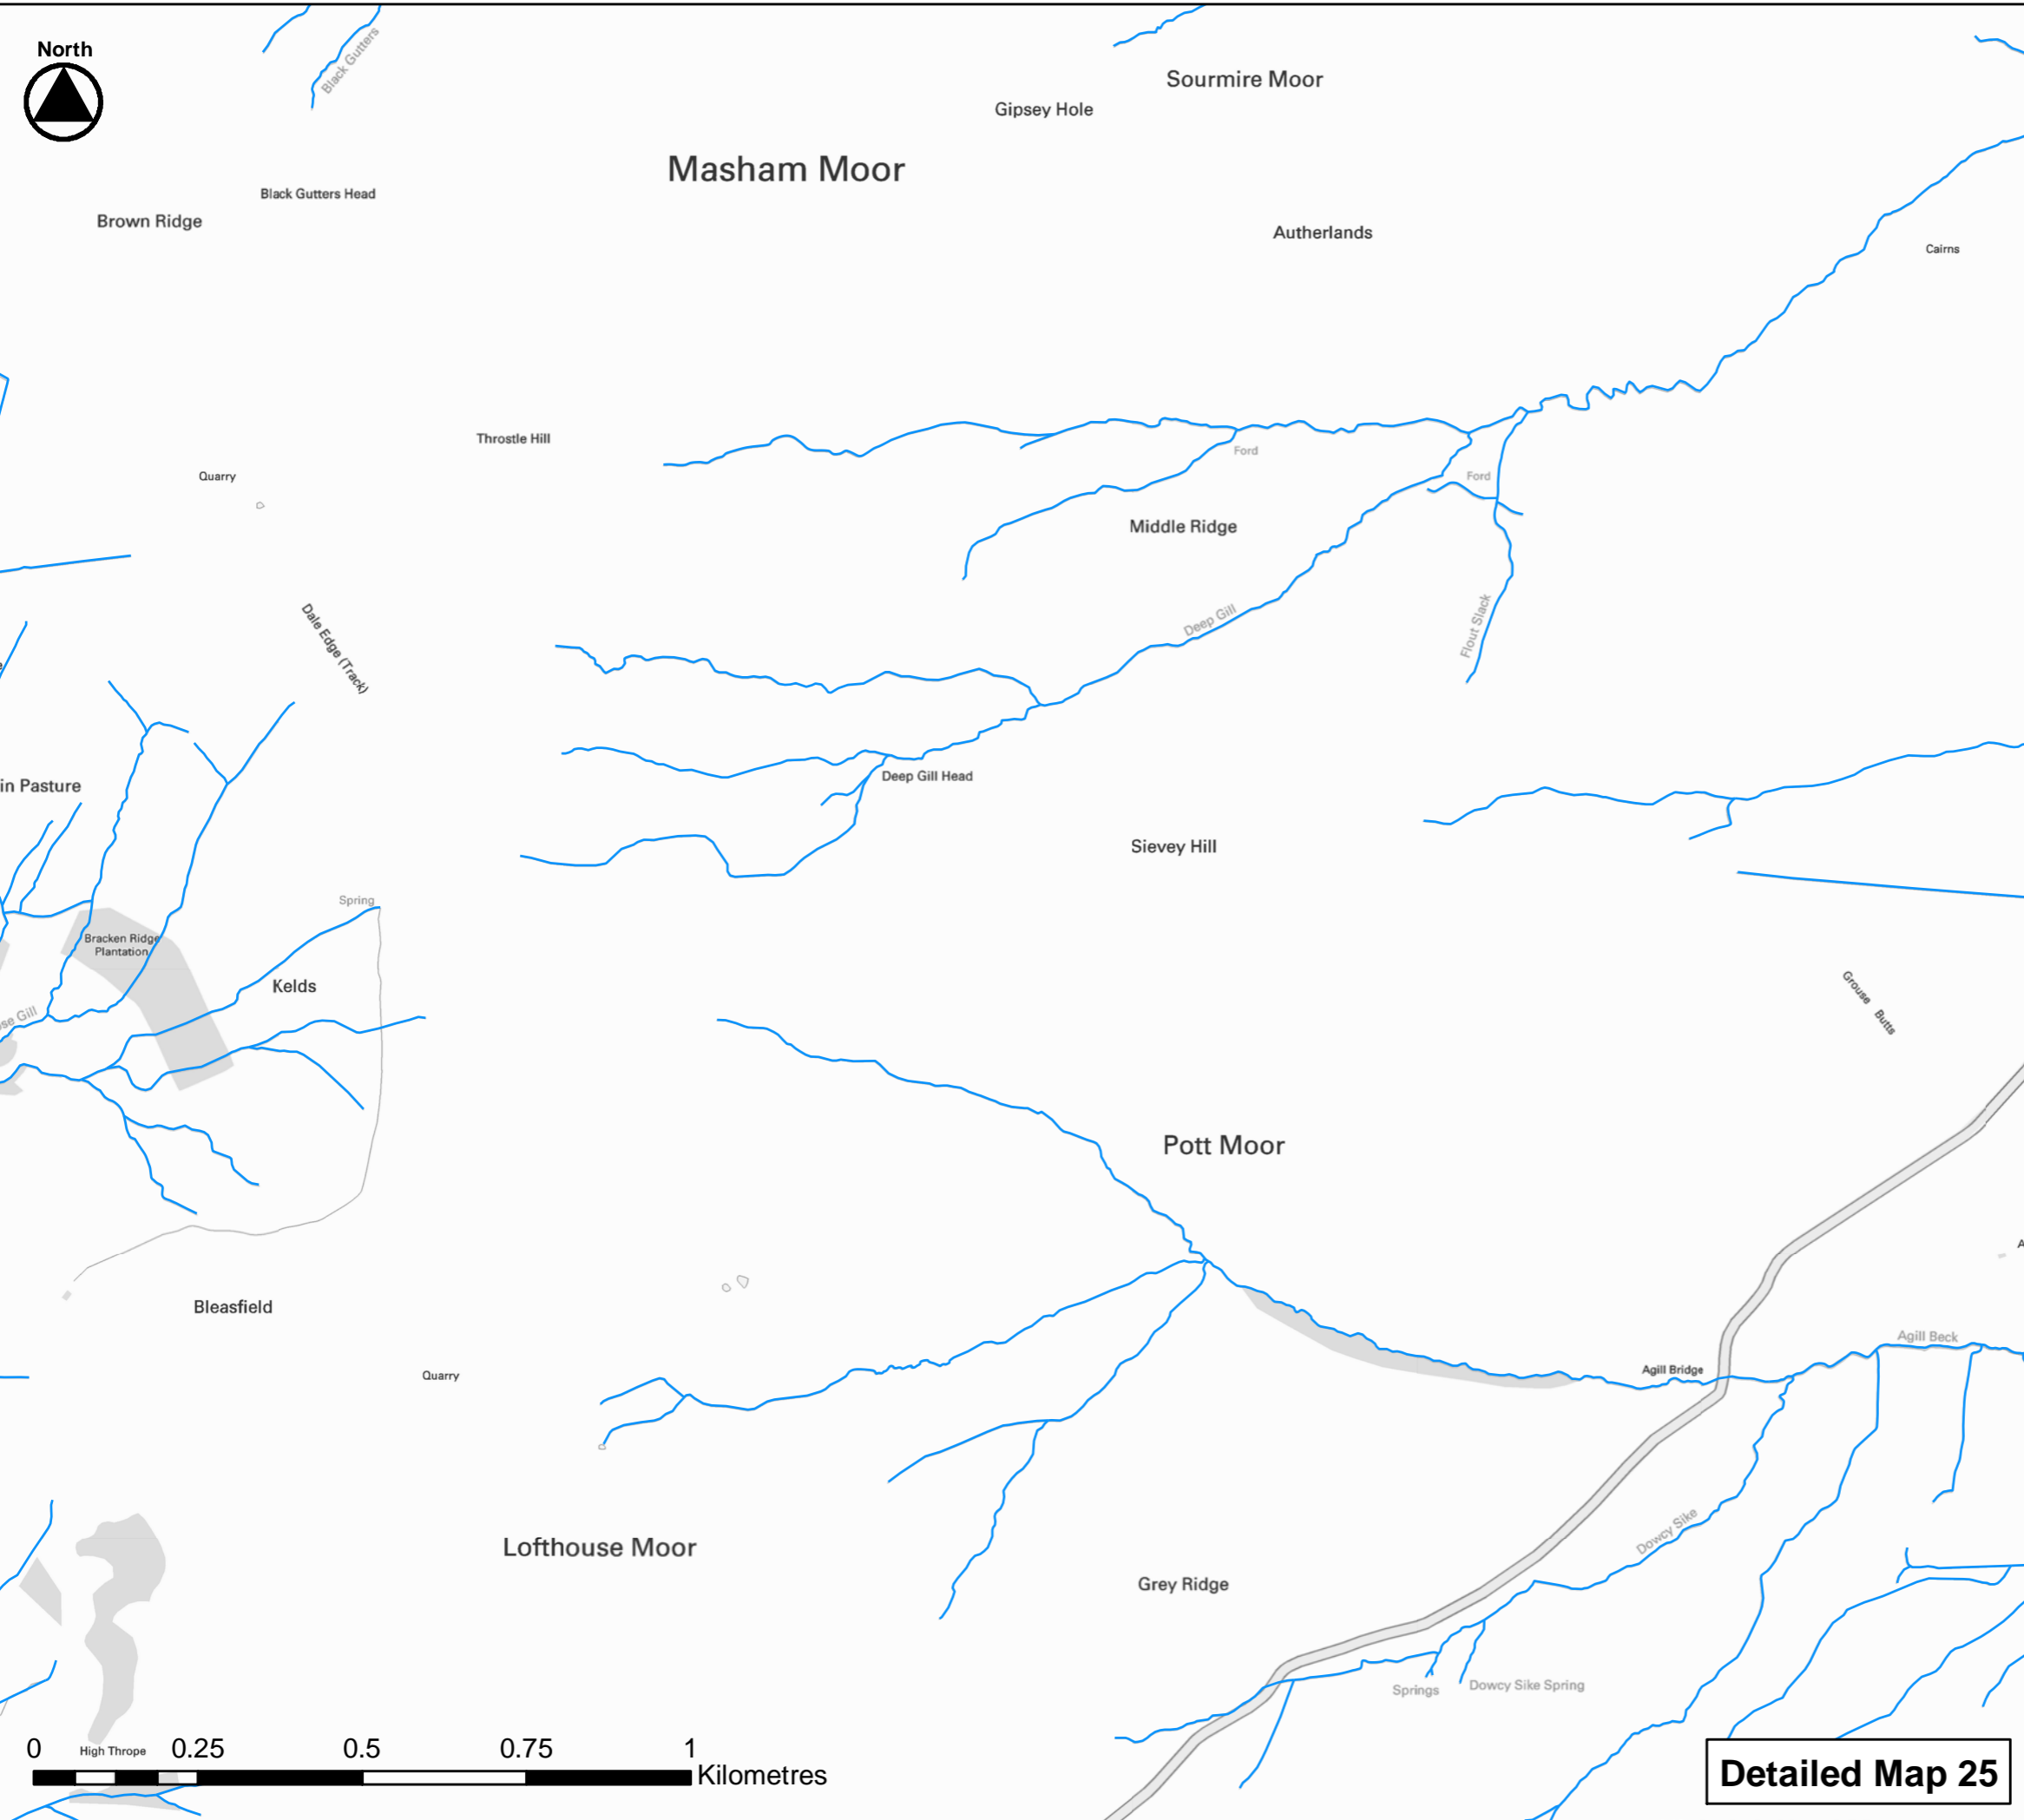 North
Black Gutters
Sourmire Moor
Gipsey Hole
Masham Moor
Black Gutters Head
Brown Ridge
Autherlands
Cairns
Throstle Hill
Ford
Quarry
Ford
Middle Ridge
Dale Edge (Track)
Deep Gill
Flout Slack
in Pasture
Deep Gill Head
Sievey Hill
Spring
Bracken Ridge
Plantation
Kelds
Grouse Butts
se Gill
Pott Moor
Bleasfield
Agill Beck
Quarry
Agill Bridge
Dowcy Sike
Lofthouse Moor
Grey Ridge
Springs
Dowcy Sike Spring
High Thrope
0 0.25 0.5 0.75 1
Kilometres
Detailed Map 25